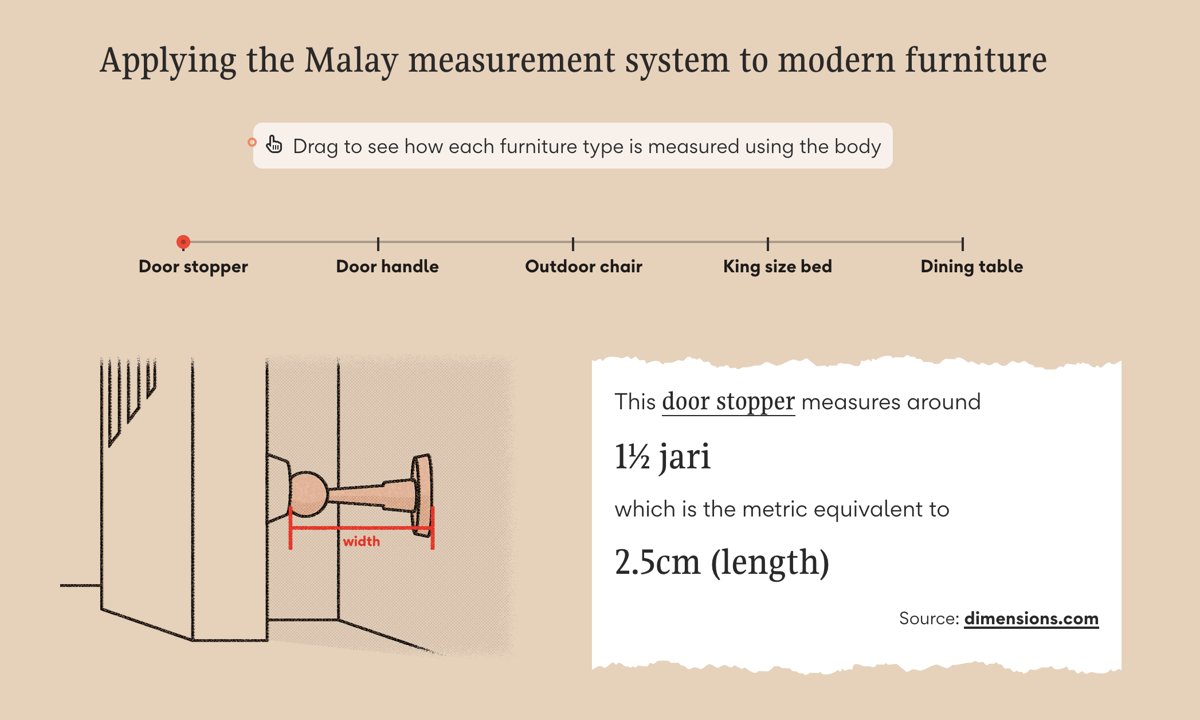 Applying the Malay measurement system to modern furniture
Drag to see how each furniture type is measured using the body
Door stopper
Door handle
Outdoor chair
King size bed
Dining table
width
This door stopper measures around
1½ jari
which is the metric equivalent to
2.5cm (length)
Source: dimensions.com